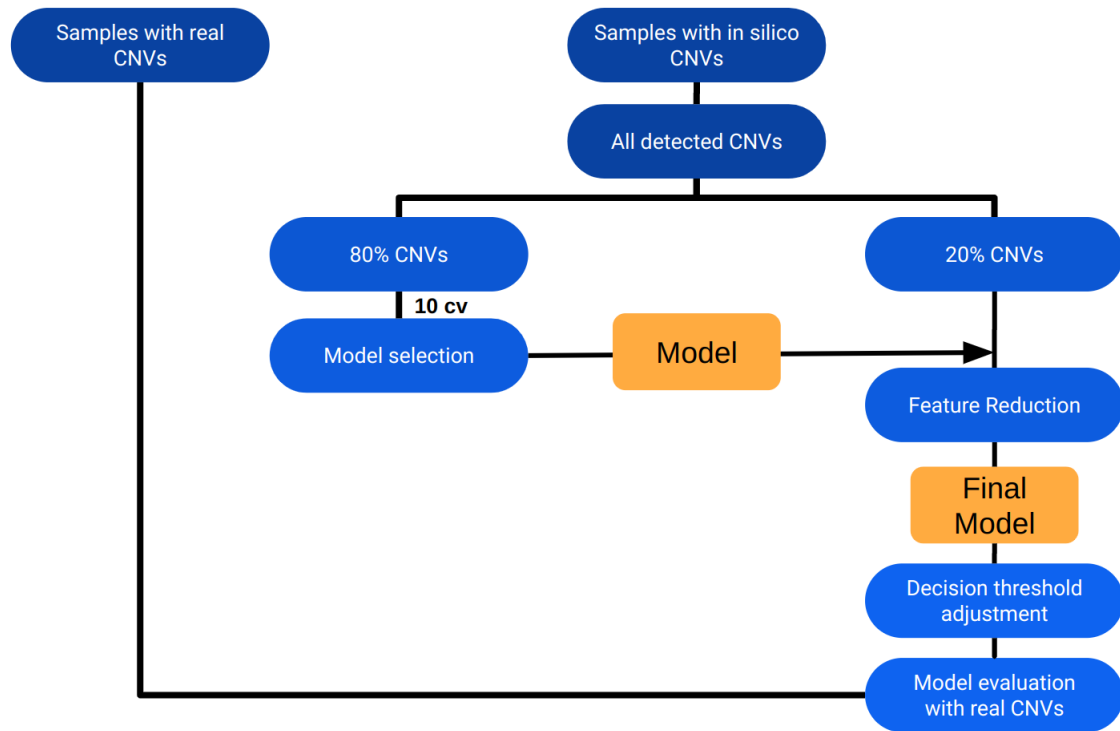 Samples with real
CNVs
Samples with in silico
CNVs
All detected CNVs
80% CNVs
20% CNVs
10 cv
Model selection
Model
Feature Reduction
Final
Model
Decision threshold
adjustment
Model evaluation
with real CNVs